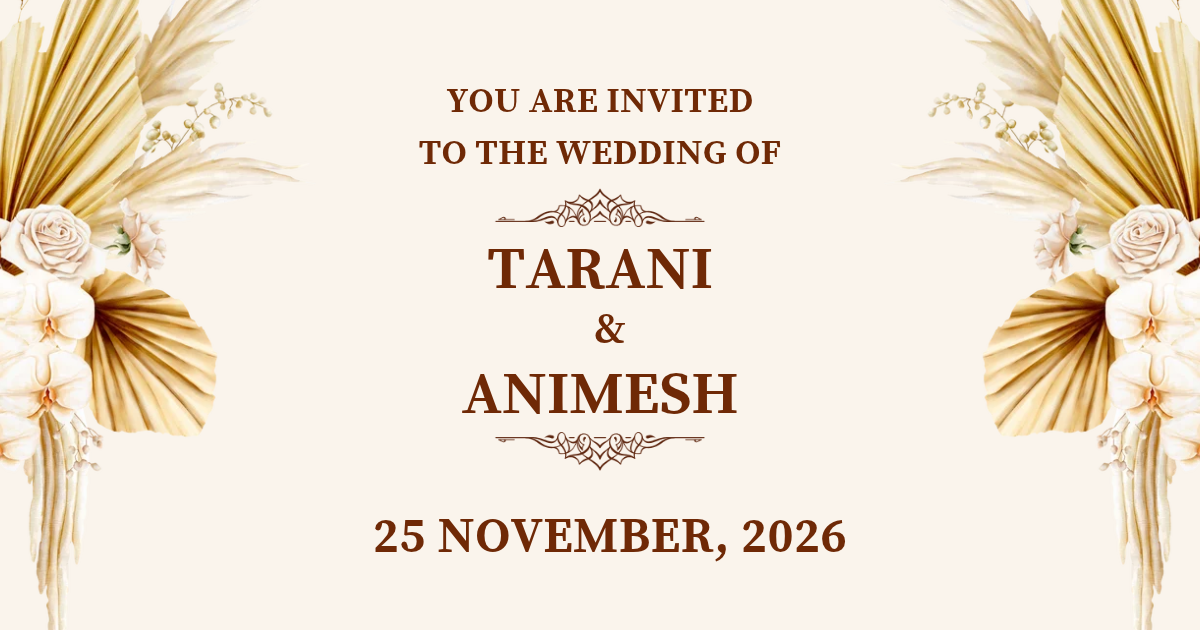 YOU ARE INVITED
TO THE WEDDING OF
TARANI
&
ANIMESH
25 NOVEMBER, 2026